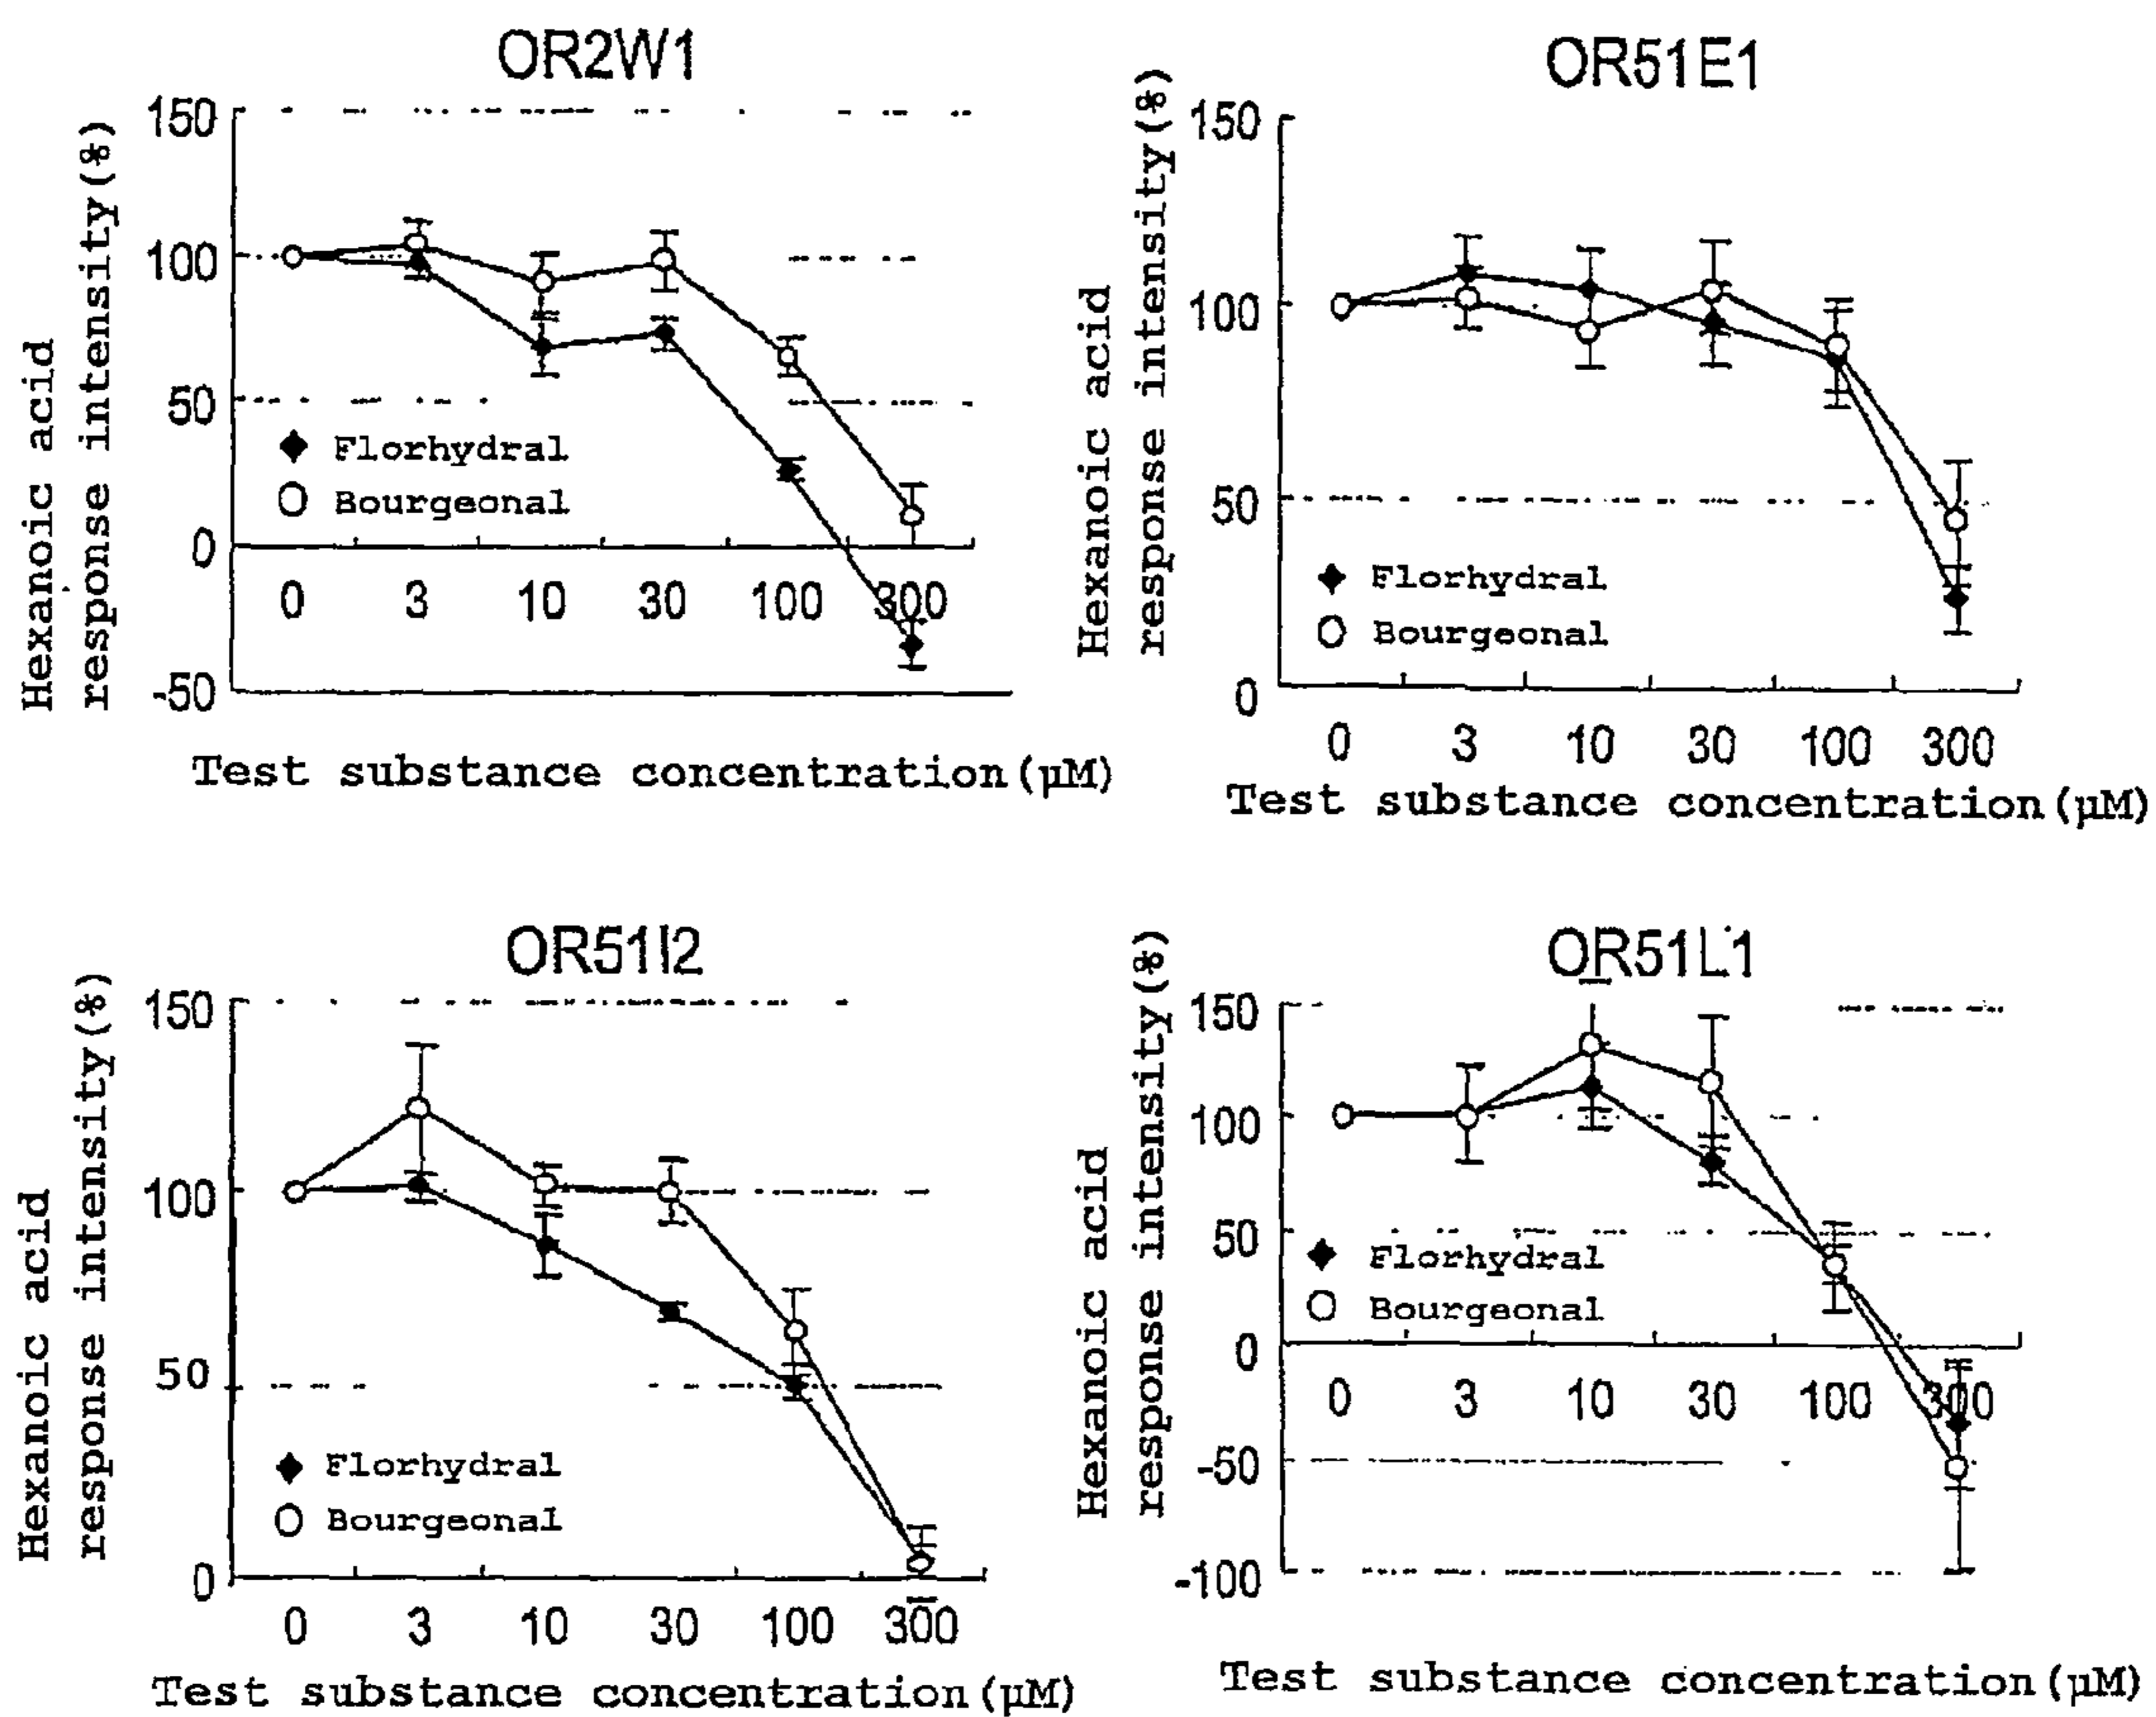 OR2W1
Hexanoic acid
response intensity(%)
150
100
50
0
-50
Florhydral
Bourgeonal
0 3 10 30 100 300
Test substance concentration(µM)
OR51E1
Hexanoic acid
response intensity(%)
150
100
50
0
Florhydral
Bourgeonal
0 3 10 30 100 300
Test substance concentration(µM)
OR51I2
Hexanoic acid
response intensity(%)
150
100
50
0
Florhydral
Bourgeonal
0 3 10 30 100 300
Test substance concentration(µM)
OR51L1
Hexanoic acid
response intensity(%)
150
100
50
0
-50
-100
Florhydral
Bourgeonal
0 3 10 30 100 300
Test substance concentration(µM)